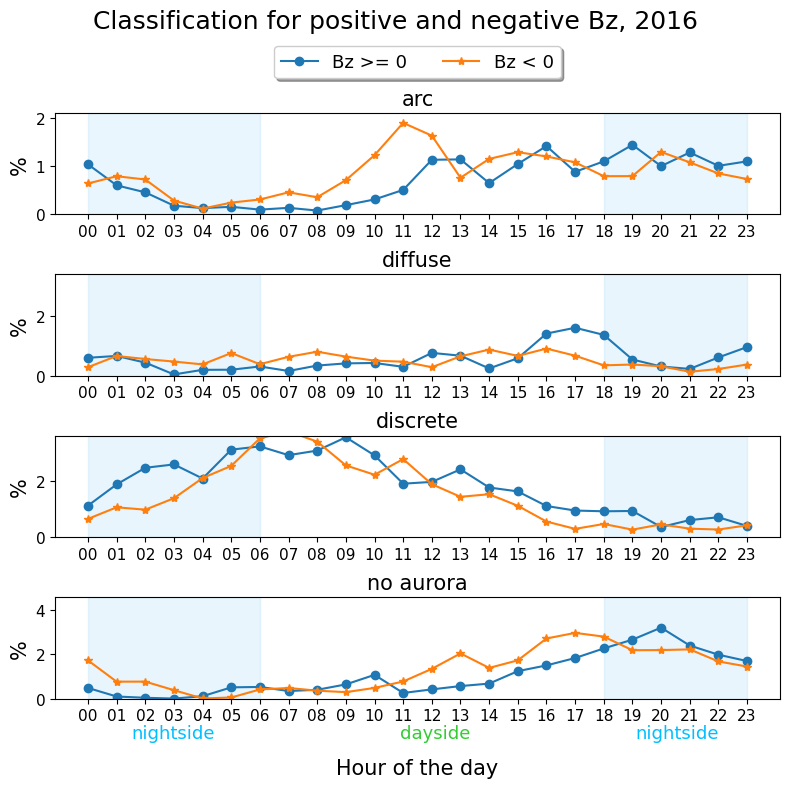 Classification for positive and negative Bz, 2016
Bz >= 0 Bz < 0
arc
2
1
0
%
00 01 02 03 04 05 06 07 08 09 10 11 12 13 14 15 16 17 18 19 20 21 22 23
diffuse
2
0
%
00 01 02 03 04 05 06 07 08 09 10 11 12 13 14 15 16 17 18 19 20 21 22 23
discrete
2
0
%
00 01 02 03 04 05 06 07 08 09 10 11 12 13 14 15 16 17 18 19 20 21 22 23
no aurora
4
2
0
%
00 01 02 03 04 05 06 07 08 09 10 11 12 13 14 15 16 17 18 19 20 21 22 23
nightside dayside nightside
Hour of the day